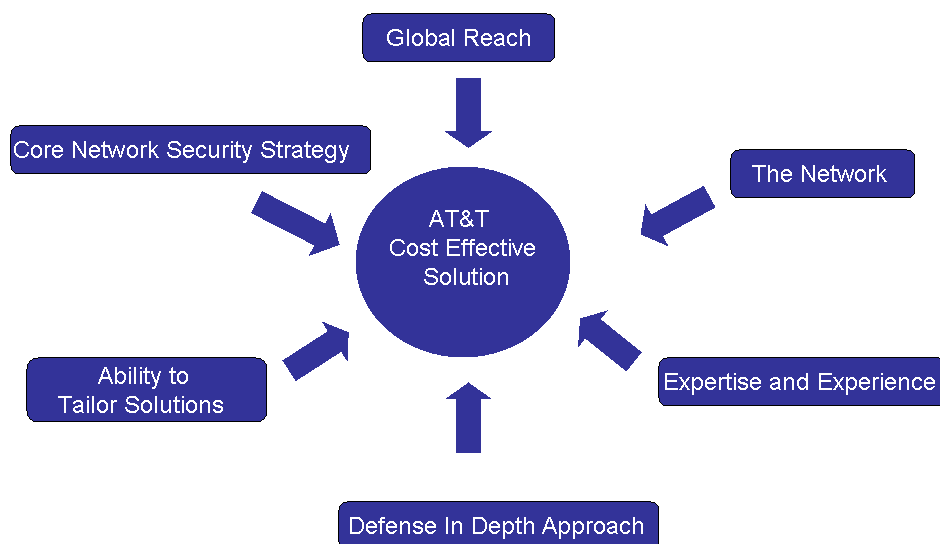 Global Reach
Core Network Security Strategy
The Network
AT&T
Cost Effective
Solution
Ability to
Tailor Solutions
Expertise and Experience
Defense In Depth Approach